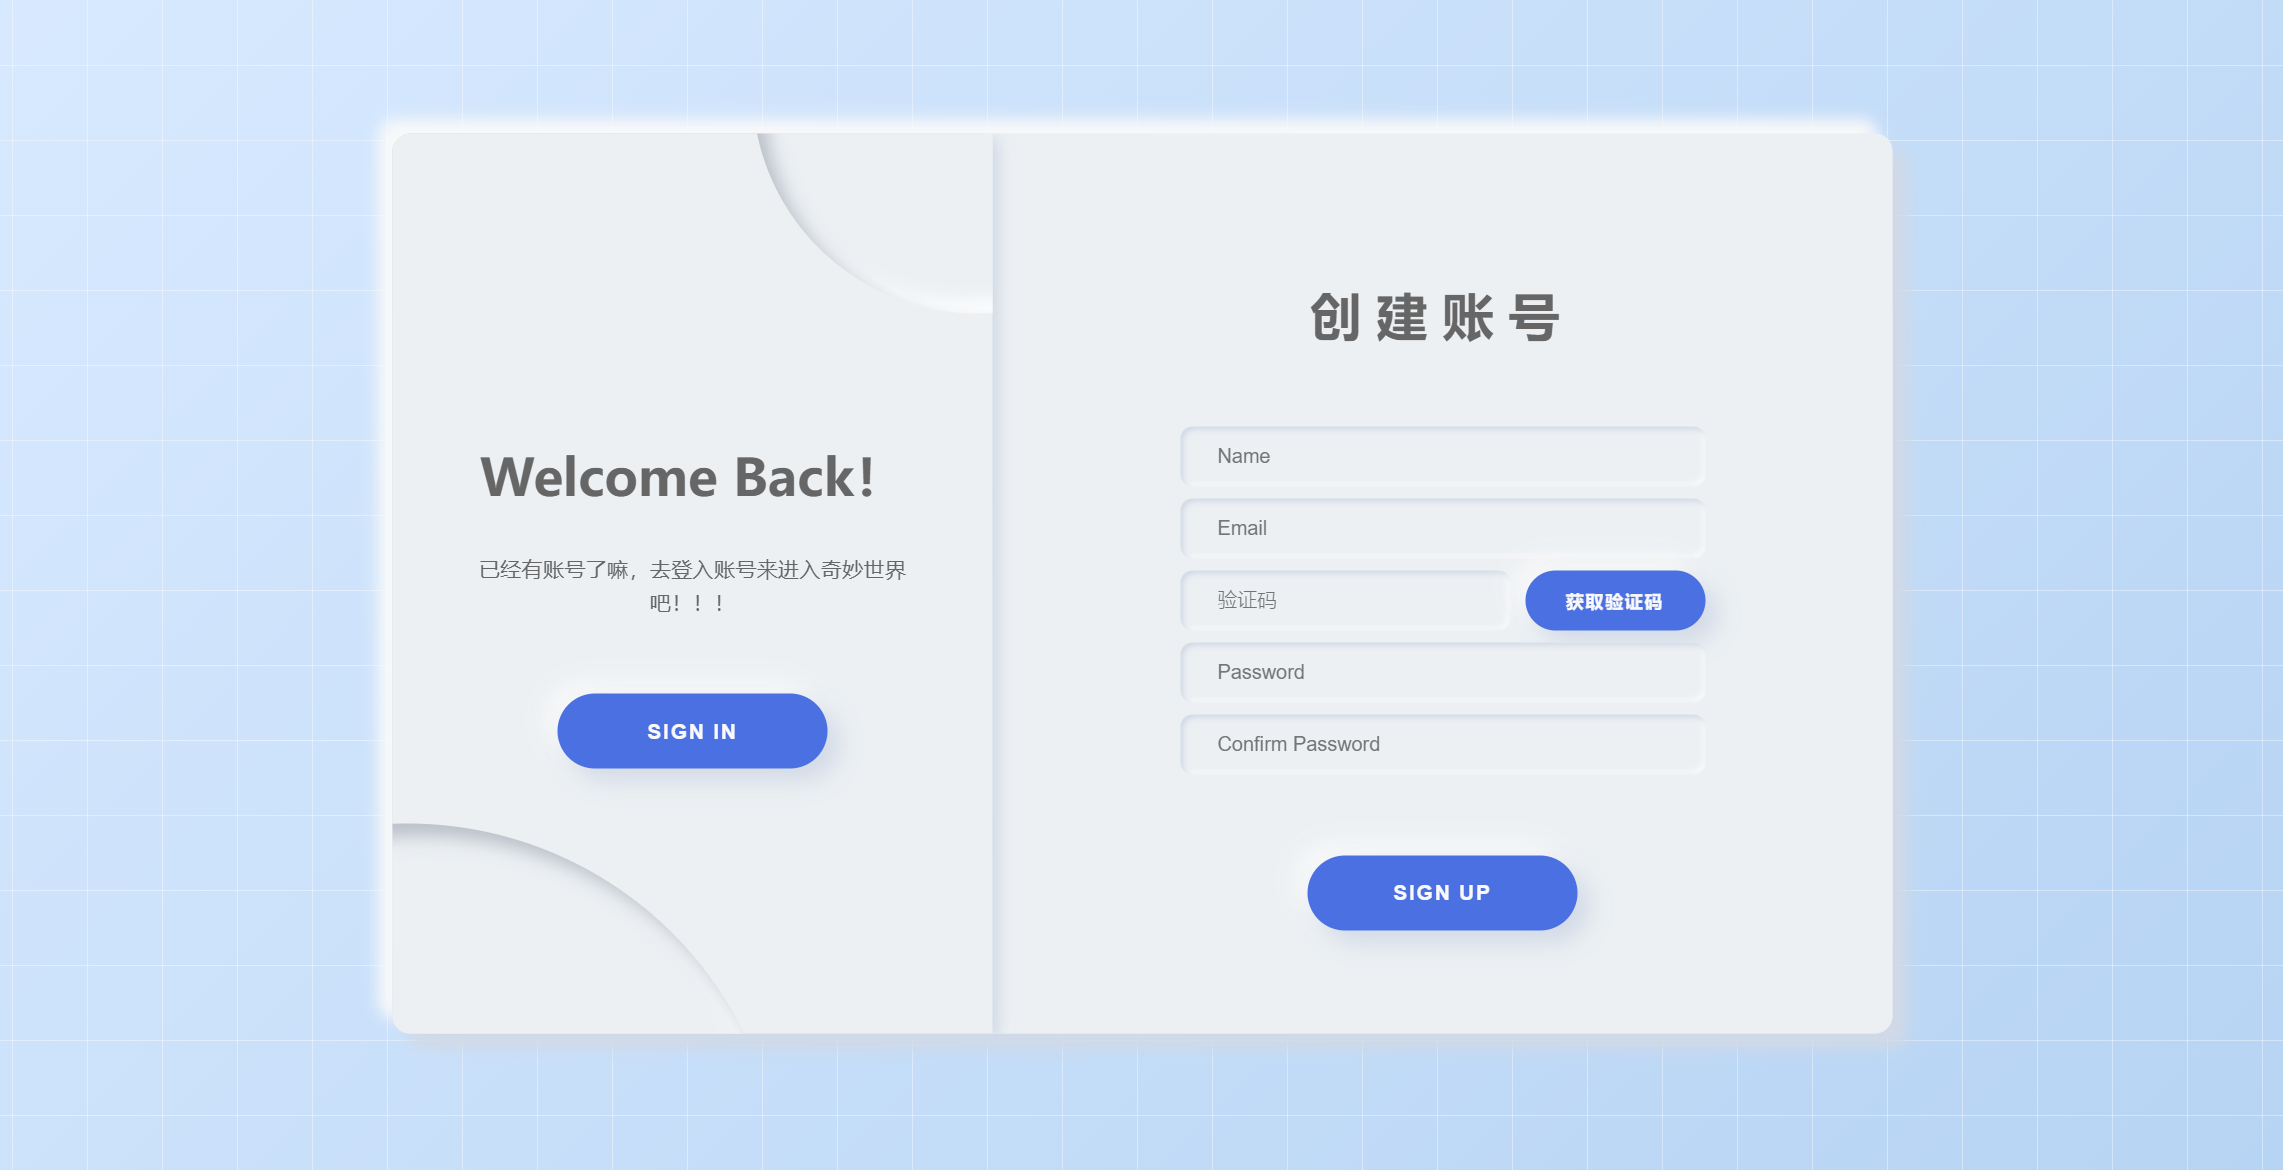 Welcome Back!
已经有账号了嘛，去登入账号来进入奇妙世界
吧！！！
SIGN IN
创建账号
Name
Email
验证码
获取验证码
Password
Confirm Password
SIGN UP